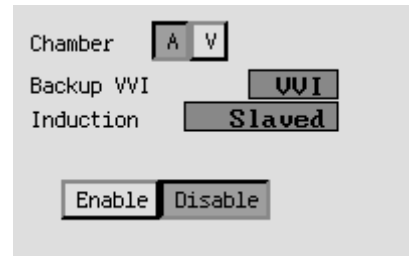 Chamber A V
Backup VVI VVI
Induction Slaved
Enable Disable